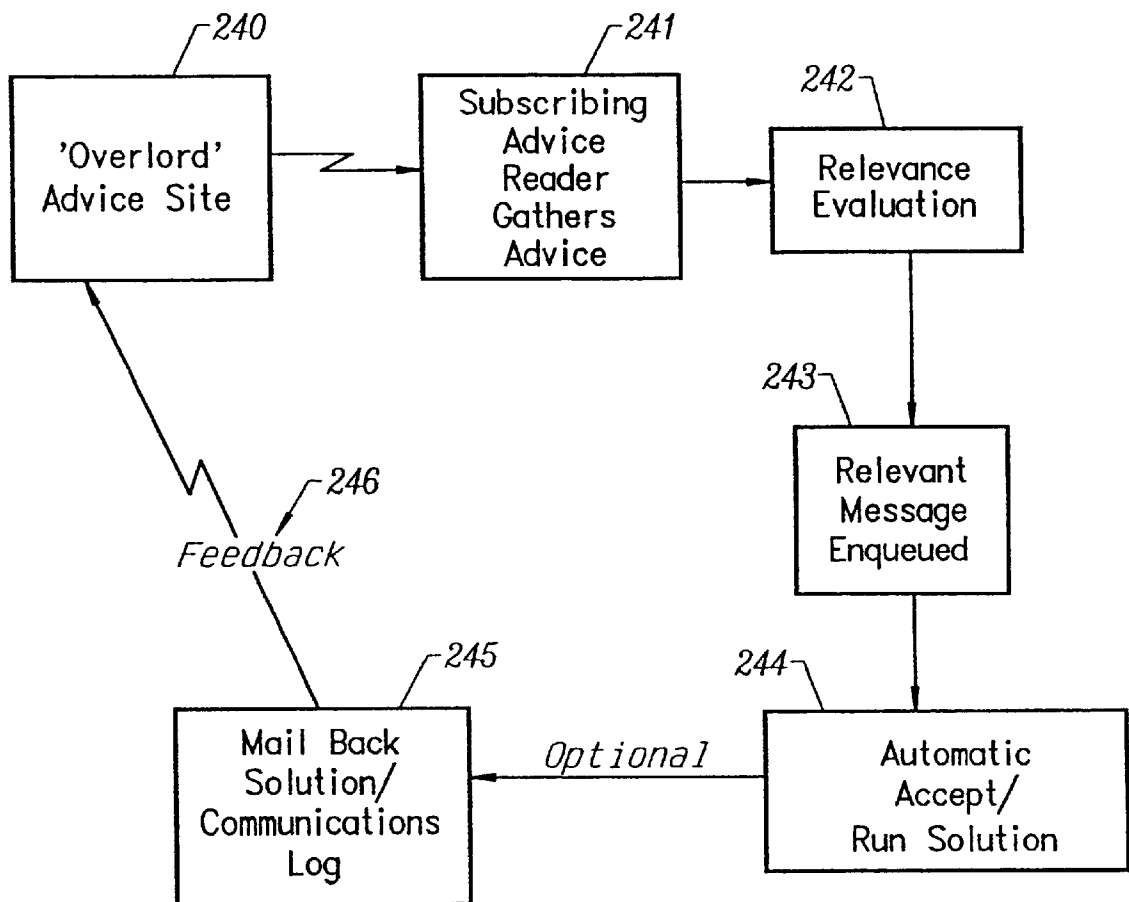 240
'Overlord'
Advice Site
241
Subscribing
Advice
Reader
Gathers
Advice
242
Relevance
Evaluation
243
Relevant
Message
Enqueued
244
Automatic
Accept/
Run Solution
Optional
245
Mail Back
Solution/
Communications
Log
246
Feedback